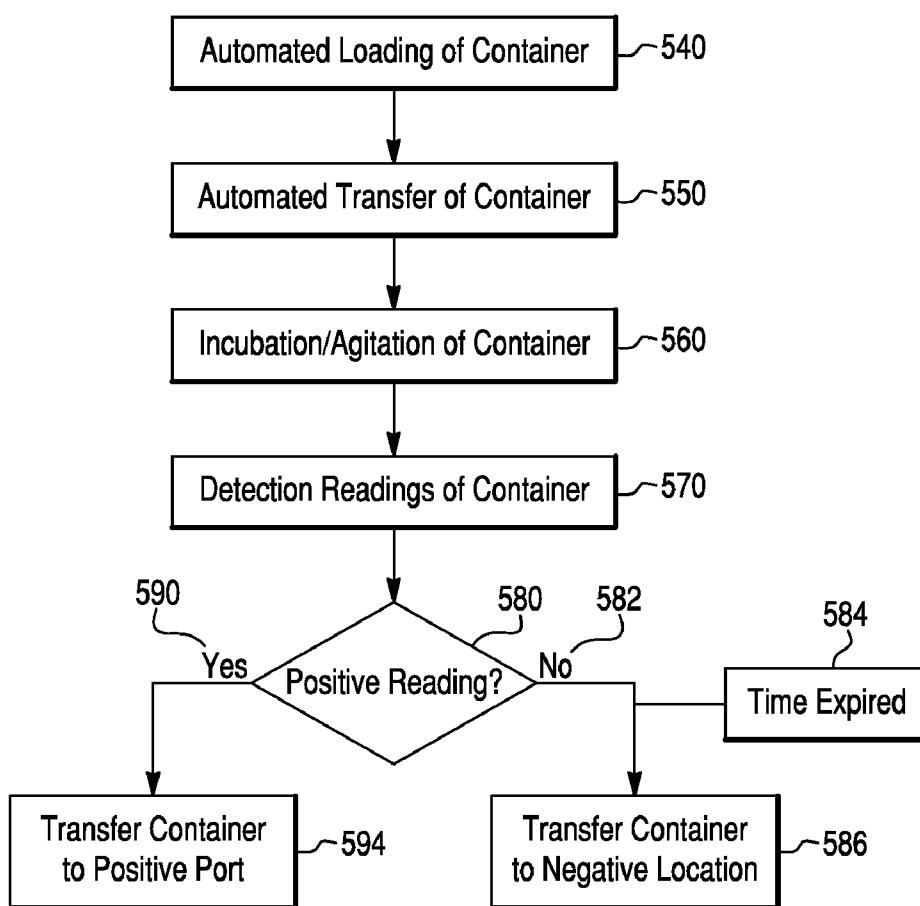 Automated Loading of Container
540
Automated Transfer of Container
550
Incubation/Agitation of Container
560
Detection Readings of Container
570
590
580
582
584
Yes
Positive Reading?
No
Time Expired
Transfer Container
to Positive Port
594
Transfer Container
to Negative Location
586